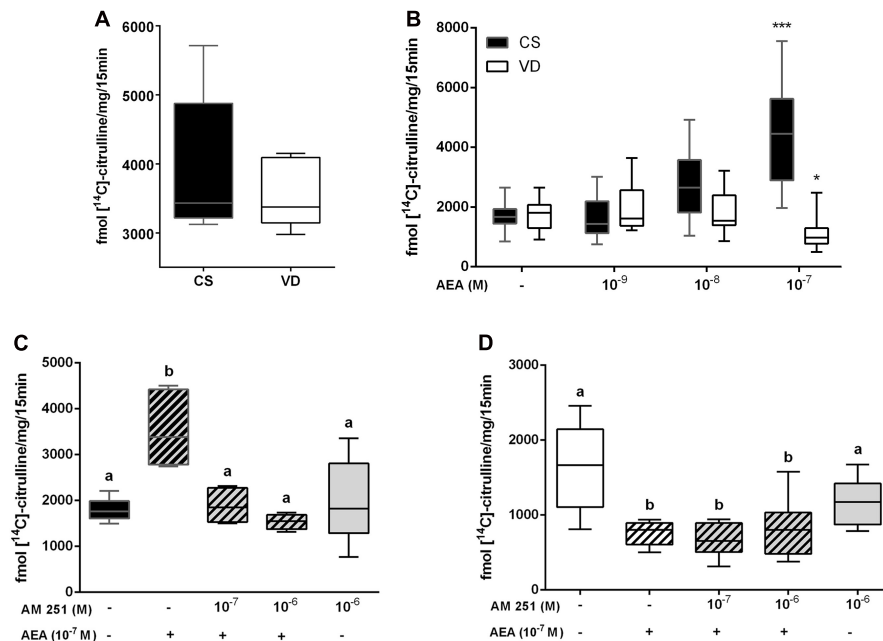 A
fmol [¹⁴C]-citrulline/mg/15min
6000
5000
4000
3000
CS VD
B
fmol [¹⁴C]-citrulline/mg/15min
8000
6000
4000
2000
0
CS
VD
***
*
AEA (M) - 10⁻⁹ 10⁻⁸ 10⁻⁷
C
fmol [¹⁴C]-citrulline/mg/15min
5000
4000
3000
2000
1000
0
a b a a a
AM 251 (M) - - 10⁻⁷ 10⁻⁶ 10⁻⁶
AEA (10⁻⁷ M) - + + + -
D
fmol [¹⁴C]-citrulline/mg/15min
3000
2000
1000
0
a b b b a
AM 251 (M) - - 10⁻⁷ 10⁻⁶ 10⁻⁶
AEA (10⁻⁷ M) - + + + -